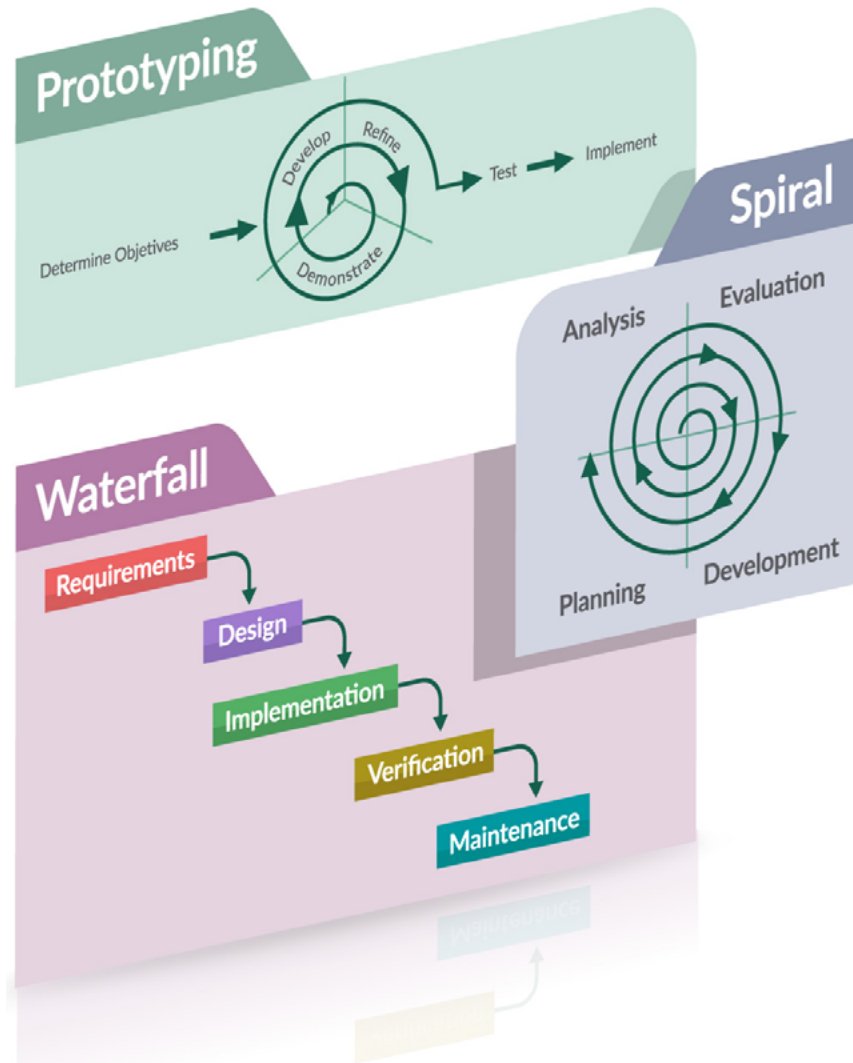 Prototyping
Develop
Refine
Test
Implement
Determine Objetives
Demonstrate
Spiral
Analysis
Evaluation
Planning
Development
Waterfall
Requirements
Design
Implementation
Verification
Maintenance